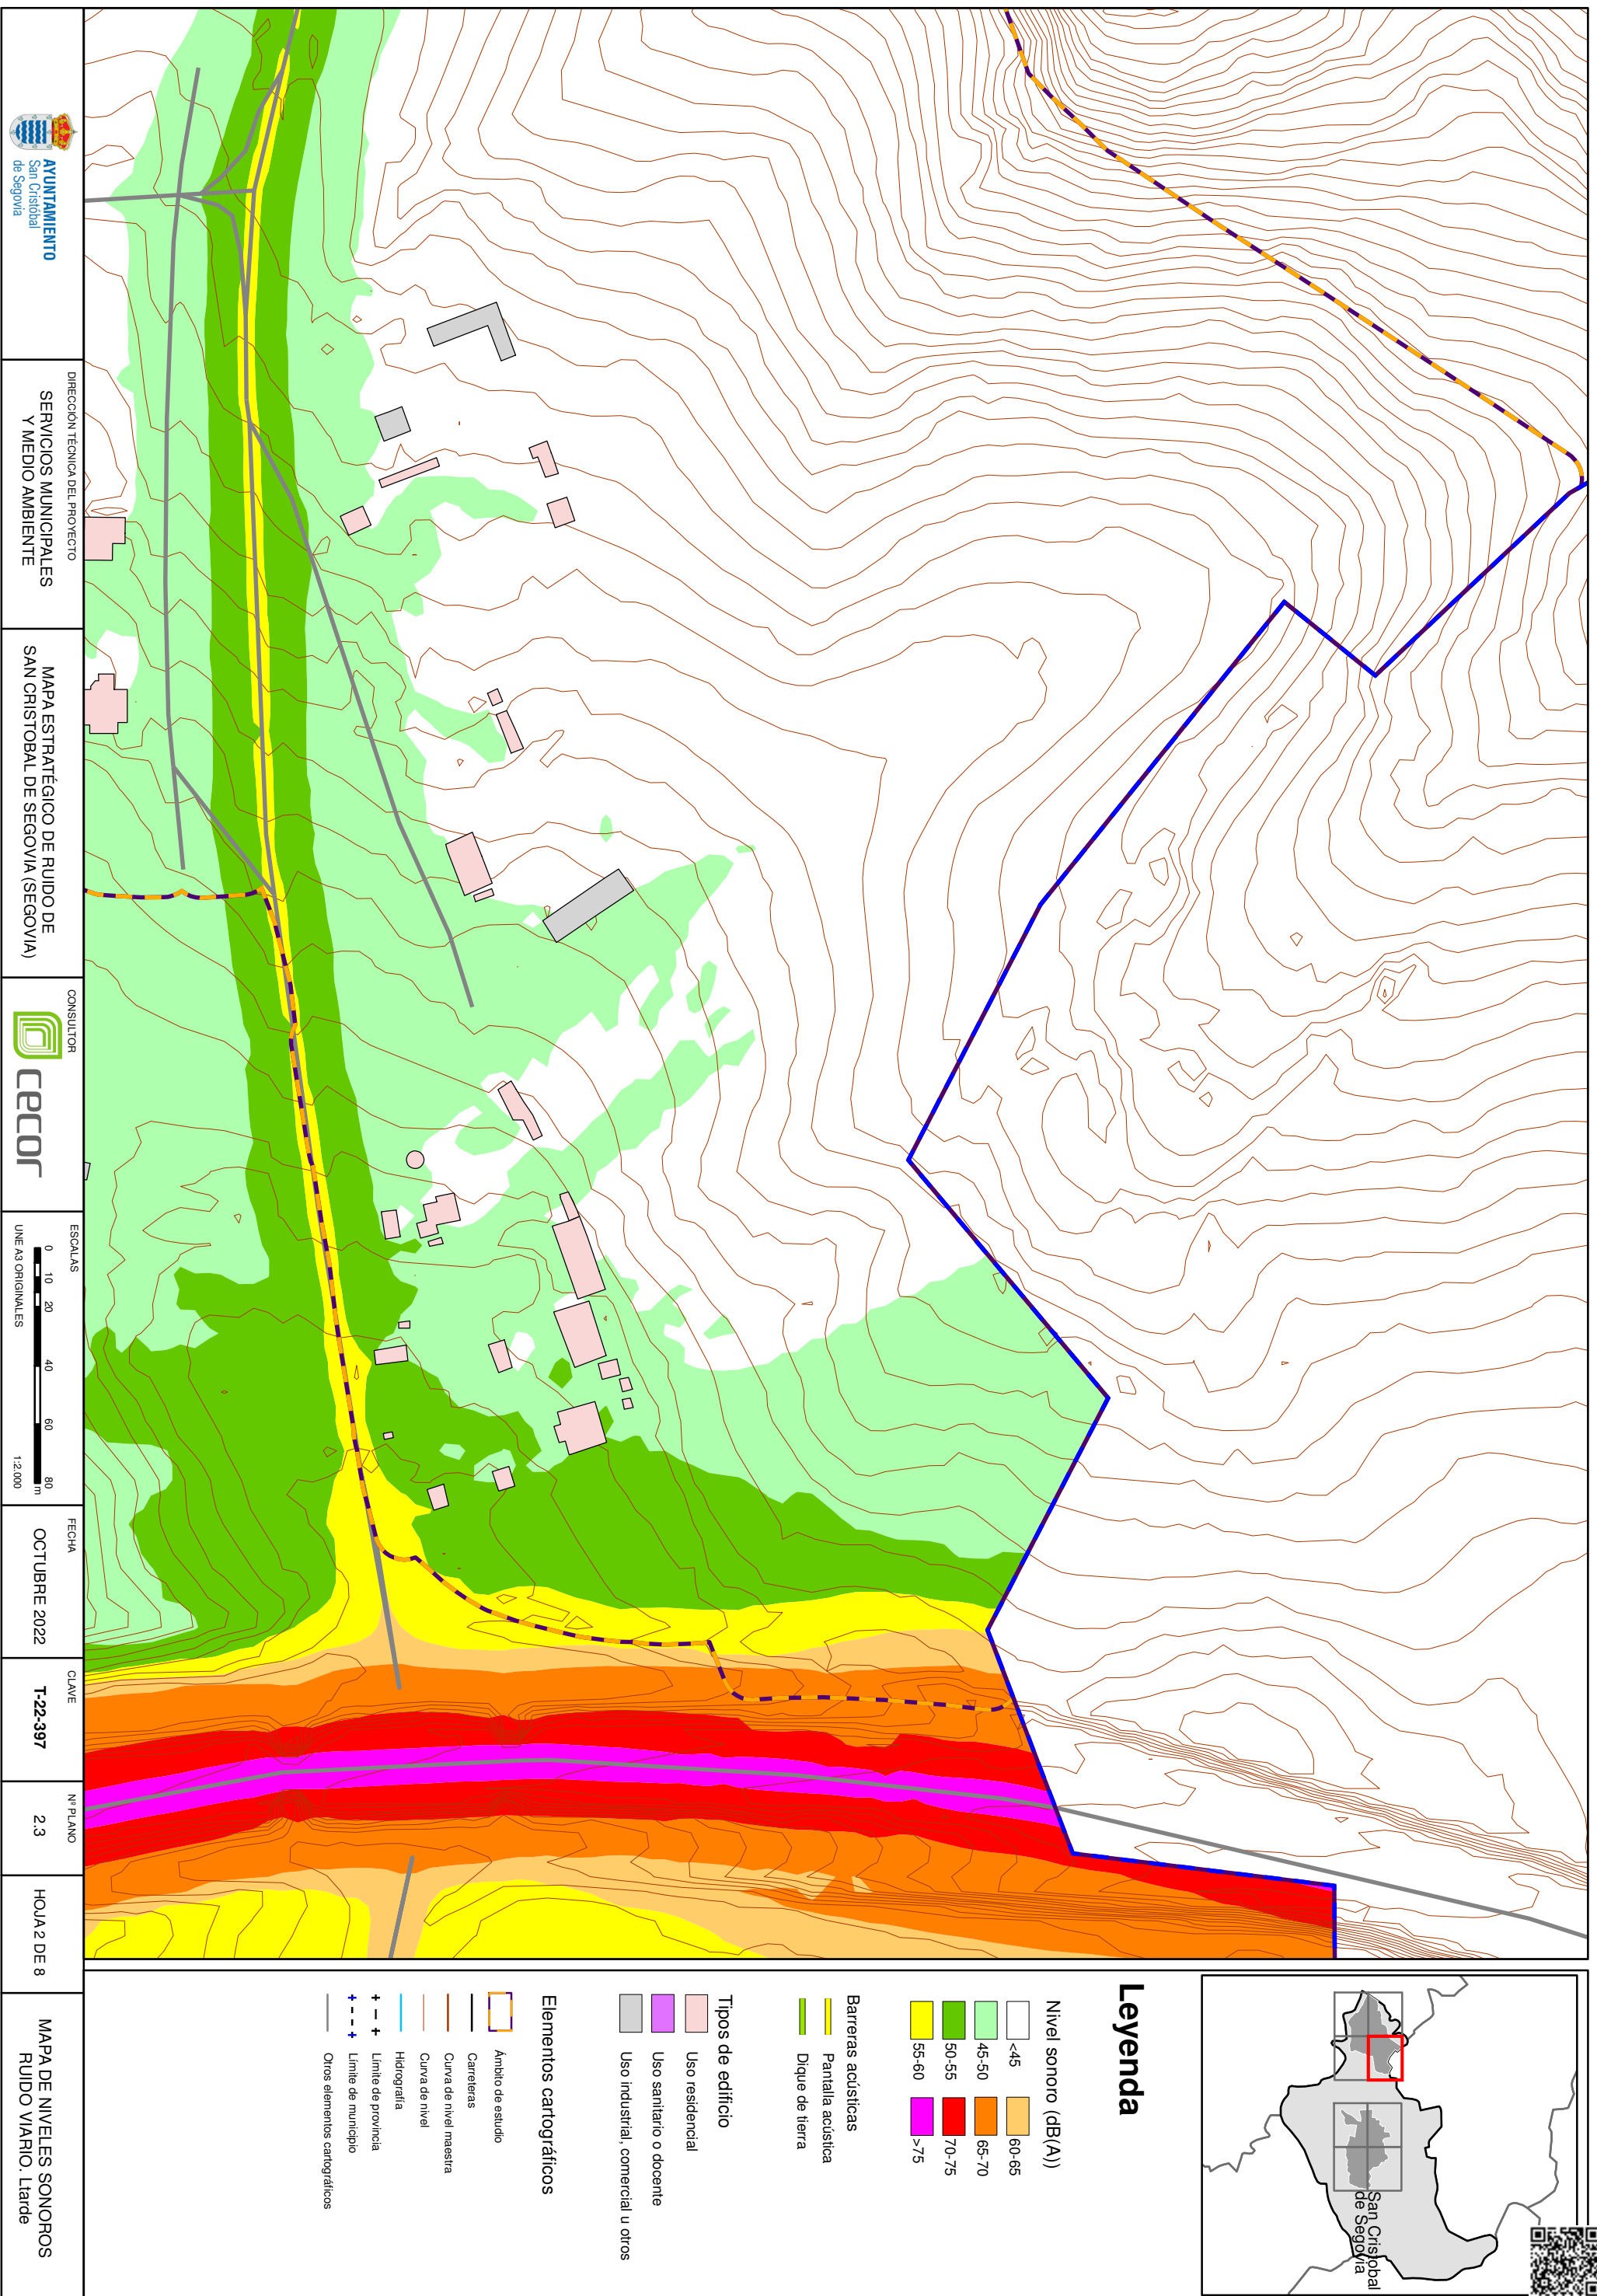 San Cristobal
de Segovia
Leyenda
Nivel sonoro (dB(A))
<45
45-50
50-55
55-60
60-65
65-70
70-75
>75
Barreras acústicas
Pantalla acústica
Dique de tierra
Tipos de edificio
Uso residencial
Uso sanitario o docente
Uso industrial, comercial u otros
Elementos cartográficos
Ámbito de estudio
Carreteras
Curva de nivel maestra
Curva de nivel
Hidrografía
Límite de provincia
Límite de municipio
Otros elementos cartográficos
AYUNTAMIENTO
San Cristóbal
de Segovia
DIRECCIÓN TÉCNICA DEL PROYECTO
SERVICIOS MUNICIPALES
Y MEDIO AMBIENTE
MAPA ESTRATÉGICO DE RUIDO DE
SAN CRISTOBAL DE SEGOVIA (SEGOVIA)
CONSULTOR
cecor
ESCALAS
0 10 20 40 60 80 m
UNE A3 ORIGINALES 1:2.000
FECHA
OCTUBRE 2022
CLAVE
T-22-397
Nº PLANO
2.3
HOJA 2 DE 8
MAPA DE NIVELES SONOROS
RUIDO VIARIO. Ltarde